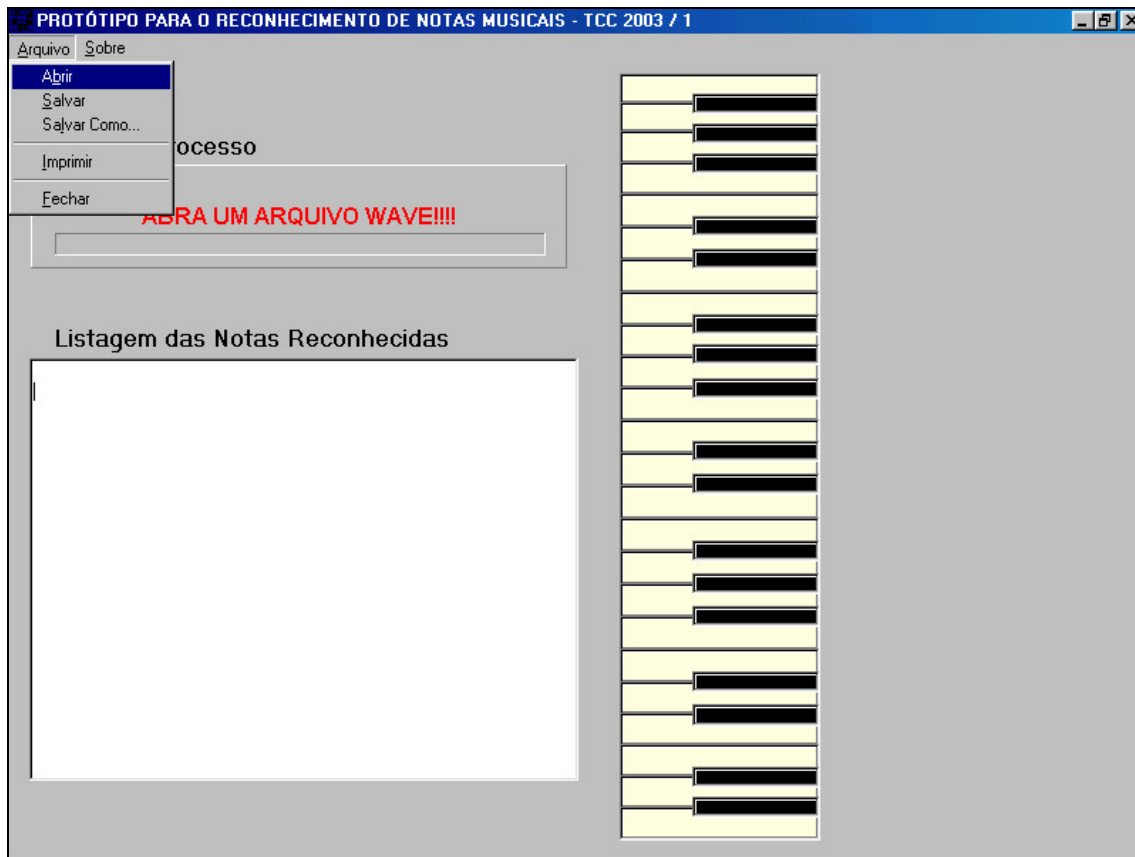 PROTÓTIPO PARA O RECONHECIMENTO DE NOTAS MUSICAIS - TCC 2003 / 1
Arquivo Sobre
Abrir
Salvar
Salvar Como...
Imprimir
Fechar
ocesso
ABRA UM ARQUIVO WAVE!!!!
Listagem das Notas Reconhecidas